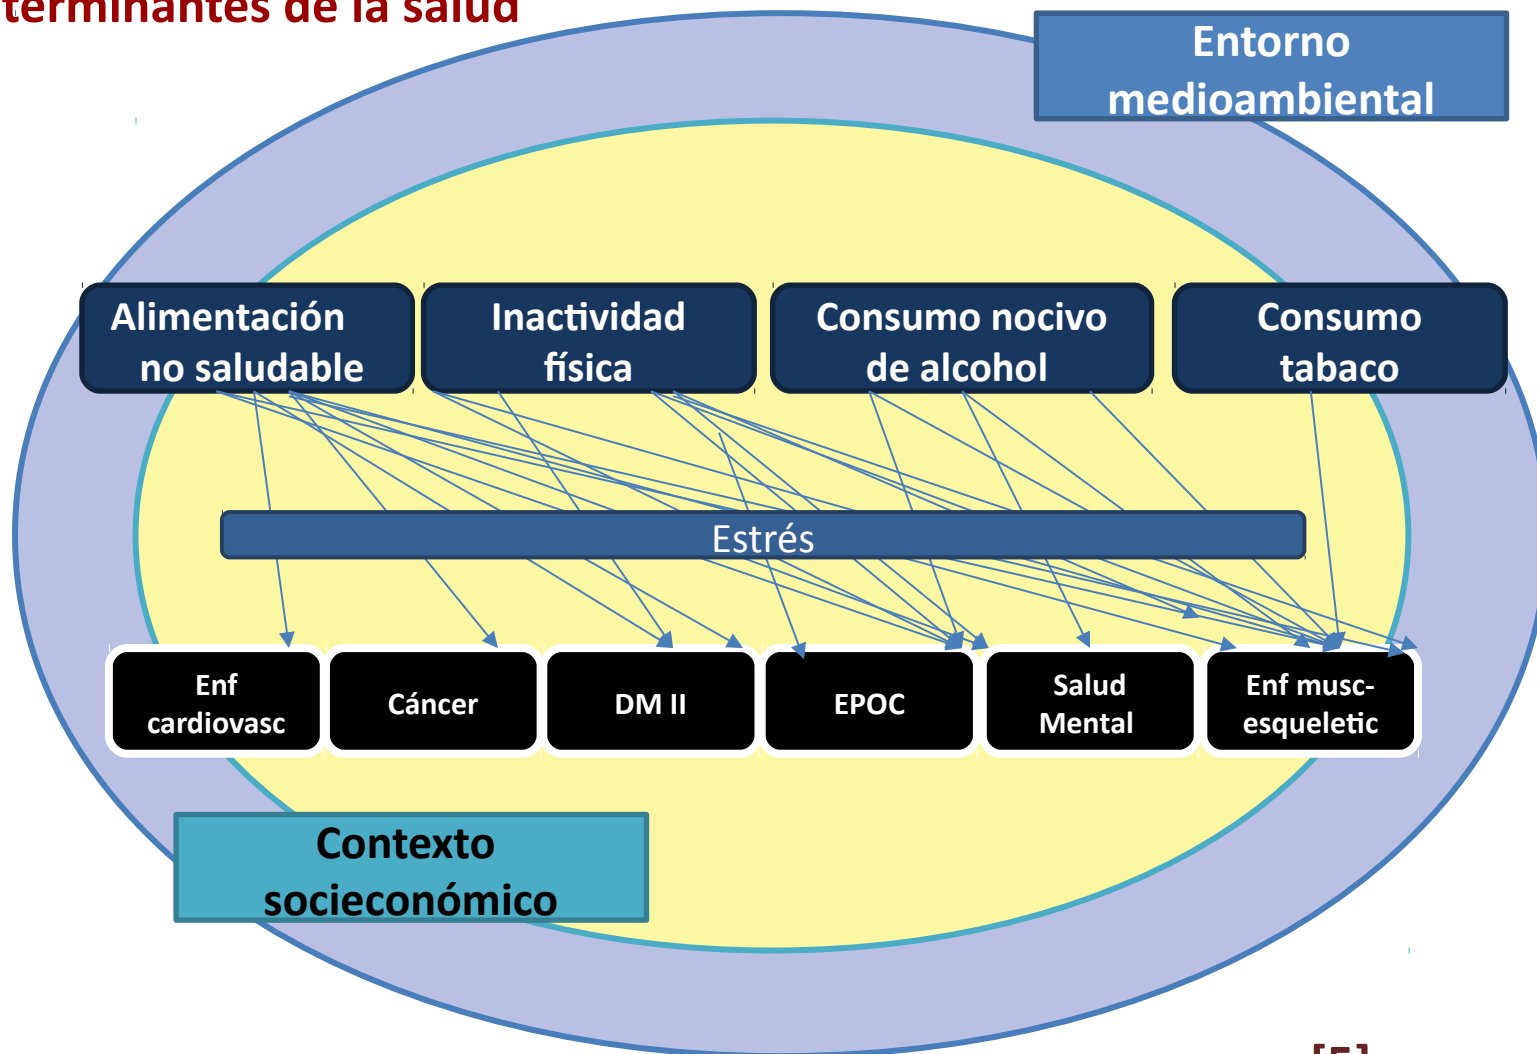 terminantes de la salud
Entorno
medioambiental
Alimentación
no saludable
Inactividad
física
Consumo nocivo
de alcohol
Consumo
tabaco
Estrés
Enf
cardiovasc
Cáncer
DM II
EPOC
Salud
Mental
Enf musc-
esqueletic
Contexto
socieconómico
[5]